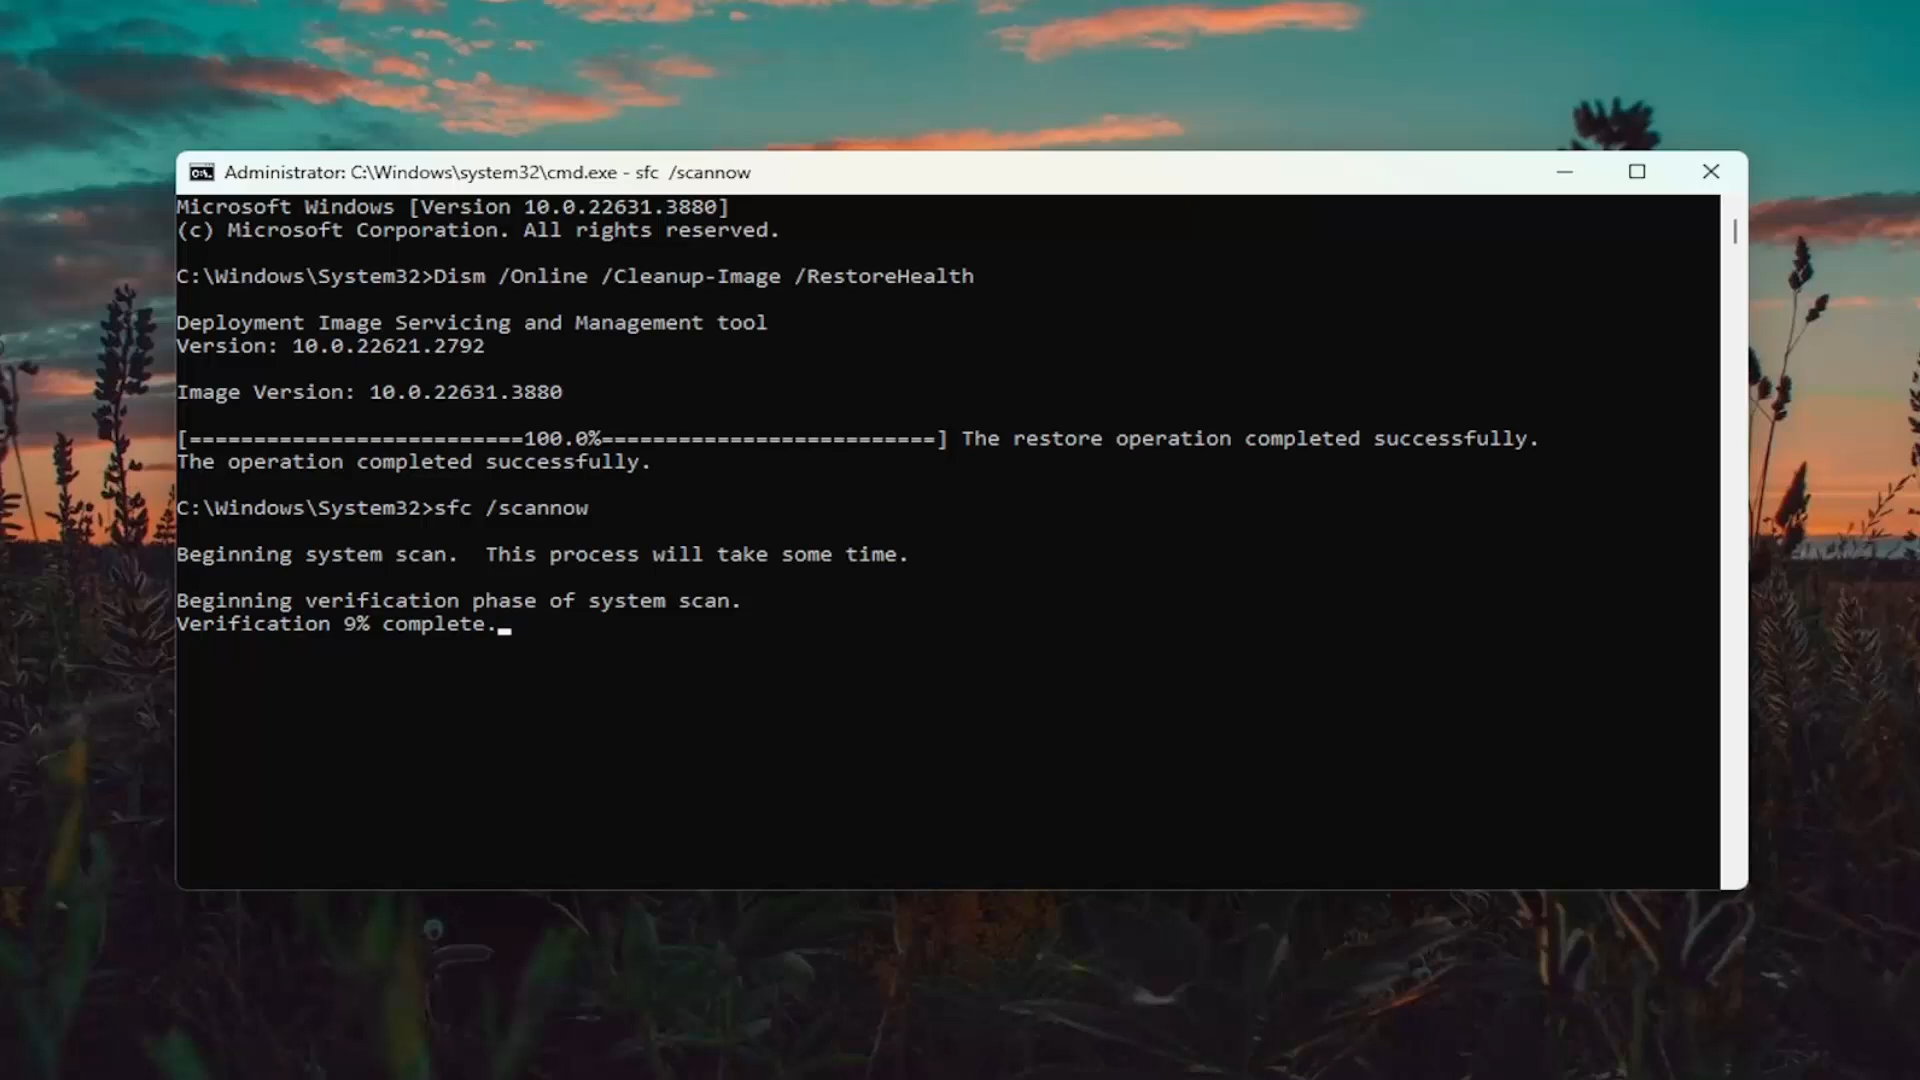 Administrator: C:\Windows\system32\cmd.exe - sfc  /scannow
Microsoft Windows [Version 10.0.22631.3880]
(c) Microsoft Corporation. All rights reserved.
C:\Windows\System32>Dism /Online /Cleanup-Image /RestoreHealth
Deployment Image Servicing and Management tool
Version: 10.0.22621.2792
Image Version: 10.0.22631.3880
[==========================100.0%==========================] The restore operation completed successfully.
The operation completed successfully.
C:\Windows\System32>sfc /scannow
Beginning system scan.  This process will take some time.
Beginning verification phase of system scan.
Verification 9% complete.